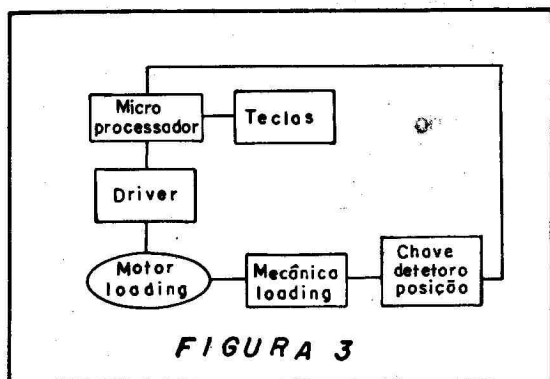 Micro
processador
Teclas
Driver
Motor
loading
Mecânica
loading
Chave
detetora
posição
FIGURA 3